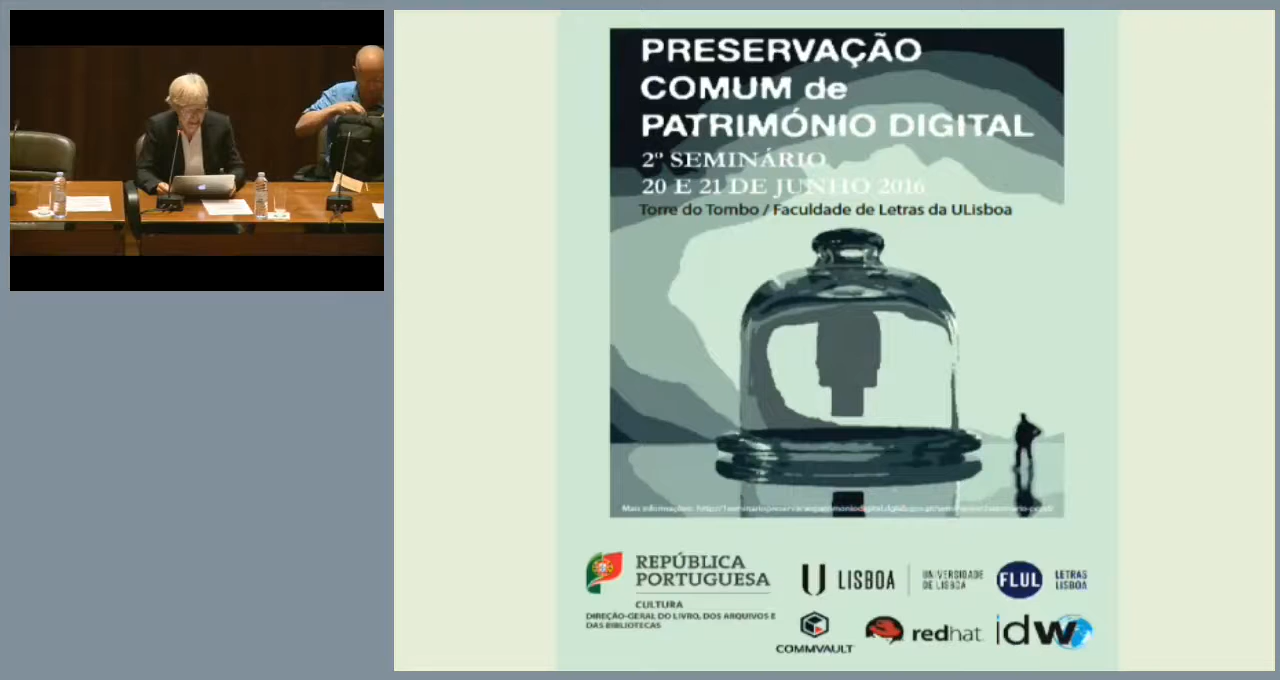 PRESERVAÇÃO
COMUM de
PATRIMÓNIO DIGITAL
2º SEMINÁRIO
20 E 21 DE JUNHO 2016
Torre do Tombo / Faculdade de Letras da ULisboa
Mais informações:
REPÚBLICA
PORTUGUESA
CULTURA
DIREÇÃO-GERAL DO LIVRO, DOS ARQUIVOS E
DAS BIBLIOTECAS
U LISBOA
UNIVERSIDADE
DE LISBOA
FLUL
LETRAS
LISBOA
COMMVAULT
redhat.
idw